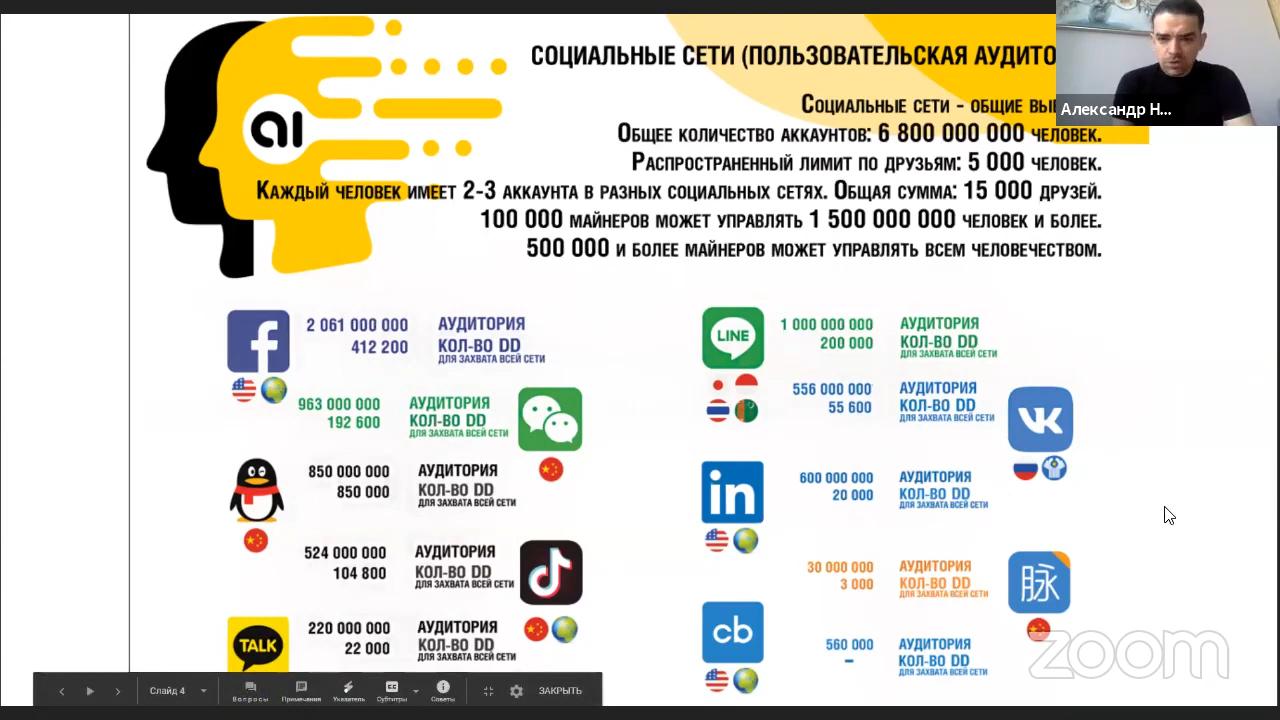 СОЦИАЛЬНЫЕ СЕТИ (ПОЛЬЗОВАТЕЛЬСКАЯ АУДИТО
СОЦИАЛЬНЫЕ СЕТИ - ОБЩИЕ
Александр Н...
ОБЩЕЕ КОЛИЧЕСТВО АККАУНТОВ: 6 800 000 000 ЧЕЛОВЕК.
РАСПРОСТРАНЕННЫЙ ЛИМИТ ПО ДРУЗЬЯМ: 5 000 ЧЕЛОВЕК.
КАЖДЫЙ ЧЕЛОВЕК ИМЕЕТ 2-3 АККАУНТА В РАЗНЫХ СОЦИАЛЬНЫХ СЕТЯХ. ОБЩАЯ СУММА: 15 000 ДРУЗЕЙ.
100 000 МАЙНЕРОВ МОЖЕТ УПРАВЛЯТЬ 1 500 000 000 ЧЕЛОВЕК И БОЛЕЕ.
500 000 И БОЛЕЕ МАЙНЕРОВ МОЖЕТ УПРАВЛЯТЬ ВСЕМ ЧЕЛОВЕЧЕСТВОМ.
aı
f
2 061 000 000 АУДИТОРИЯ
412 200 КОЛ-ВО DD
ДЛЯ ЗАХВАТА ВСЕЙ СЕТИ
963 000 000 АУДИТОРИЯ
192 600 КОЛ-ВО DD
ДЛЯ ЗАХВАТА ВСЕЙ СЕТИ
850 000 000 АУДИТОРИЯ
850 000 КОЛ-ВО DD
ДЛЯ ЗАХВАТА ВСЕЙ СЕТИ
524 000 000 АУДИТОРИЯ
104 800 КОЛ-ВО DD
ДЛЯ ЗАХВАТА ВСЕЙ СЕТИ
TALK
220 000 000 АУДИТОРИЯ
22 000 КОЛ-ВО DD
ДЛЯ ЗАХВАТА ВСЕЙ СЕТИ
LINE
1 000 000 000 АУДИТОРИЯ
200 000 КОЛ-ВО DD
ДЛЯ ЗАХВАТА ВСЕЙ СЕТИ
556 000 000 АУДИТОРИЯ
55 600 КОЛ-ВО DD
ДЛЯ ЗАХВАТА ВСЕЙ СЕТИ
VK
in
600 000 000 АУДИТОРИЯ
20 000 КОЛ-ВО DD
ДЛЯ ЗАХВАТА ВСЕЙ СЕТИ
30 000 000 АУДИТОРИЯ
3 000 КОЛ-ВО DD
ДЛЯ ЗАХВАТА ВСЕЙ СЕТИ
脉
cb
560 000 АУДИТОРИЯ
– КОЛ-ВО DD
ДЛЯ ЗАХВАТА ВСЕЙ СЕТИ
zoom
Слайд 4
Вопросы
Примечания
Указатель
Субтитры
Советы
ЗАКРЫТЬ